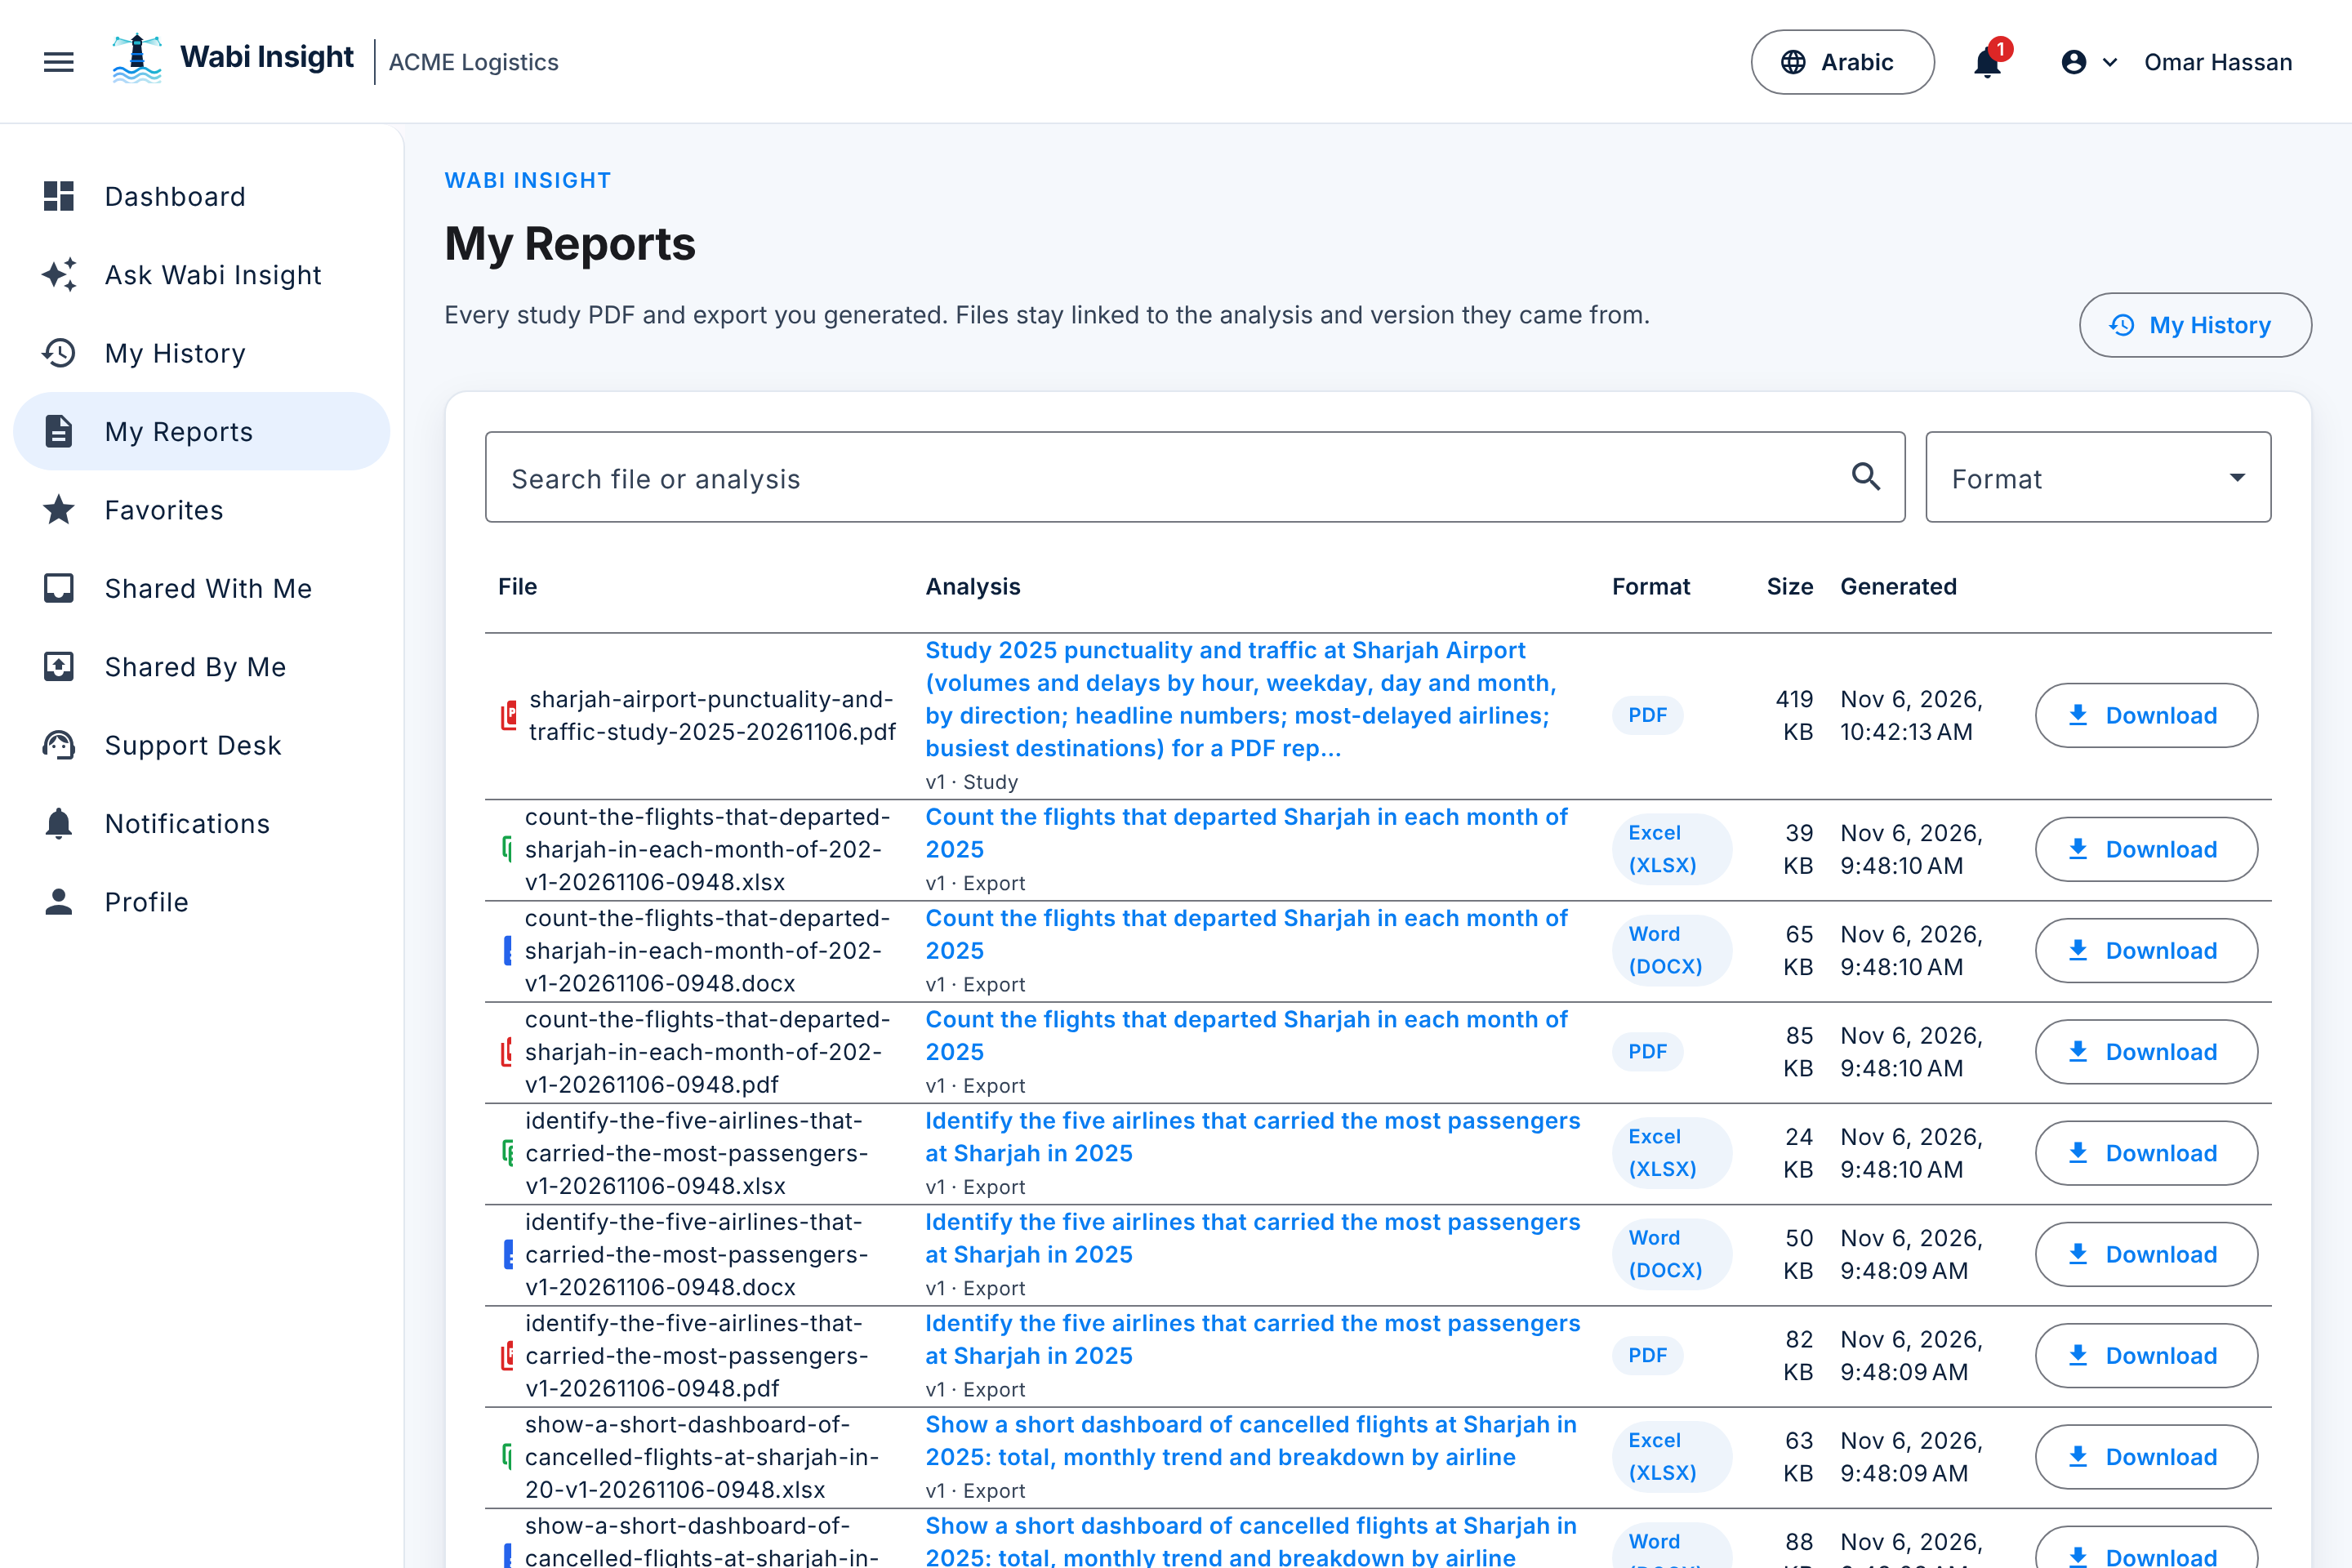 Wabi Insight
ACME Logistics
Arabic
1
Omar Hassan
Dashboard
Ask Wabi Insight
My History
My Reports
Favorites
Shared With Me
Shared By Me
Support Desk
Notifications
Profile
WABI INSIGHT
My Reports
Every study PDF and export you generated. Files stay linked to the analysis and version they came from.
My History
Search file or analysis
Format
File
Analysis
Format
Size
Generated
sharjah-airport-punctuality-and-
traffic-study-2025-20261106.pdf
Study 2025 punctuality and traffic at Sharjah Airport
(volumes and delays by hour, weekday, day and month,
by direction; headline numbers; most-delayed airlines;
busiest destinations) for a PDF rep...
v1 · Study
PDF
419
KB
Nov 6, 2026,
10:42:13 AM
Download
count-the-flights-that-departed-
sharjah-in-each-month-of-202-
v1-20261106-0948.xlsx
Count the flights that departed Sharjah in each month of
2025
v1 · Export
Excel
(XLSX)
39
KB
Nov 6, 2026,
9:48:10 AM
Download
count-the-flights-that-departed-
sharjah-in-each-month-of-202-
v1-20261106-0948.docx
Count the flights that departed Sharjah in each month of
2025
v1 · Export
Word
(DOCX)
65
KB
Nov 6, 2026,
9:48:10 AM
Download
count-the-flights-that-departed-
sharjah-in-each-month-of-202-
v1-20261106-0948.pdf
Count the flights that departed Sharjah in each month of
2025
v1 · Export
PDF
85
KB
Nov 6, 2026,
9:48:10 AM
Download
identify-the-five-airlines-that-
carried-the-most-passengers-
v1-20261106-0948.xlsx
Identify the five airlines that carried the most passengers
at Sharjah in 2025
v1 · Export
Excel
(XLSX)
24
KB
Nov 6, 2026,
9:48:10 AM
Download
identify-the-five-airlines-that-
carried-the-most-passengers-
v1-20261106-0948.docx
Identify the five airlines that carried the most passengers
at Sharjah in 2025
v1 · Export
Word
(DOCX)
50
KB
Nov 6, 2026,
9:48:09 AM
Download
identify-the-five-airlines-that-
carried-the-most-passengers-
v1-20261106-0948.pdf
Identify the five airlines that carried the most passengers
at Sharjah in 2025
v1 · Export
PDF
82
KB
Nov 6, 2026,
9:48:09 AM
Download
show-a-short-dashboard-of-
cancelled-flights-at-sharjah-in-
20-v1-20261106-0948.xlsx
Show a short dashboard of cancelled flights at Sharjah in
2025: total, monthly trend and breakdown by airline
v1 · Export
Excel
(XLSX)
63
KB
Nov 6, 2026,
9:48:09 AM
Download
show-a-short-dashboard-of-
cancelled-flights-at-sharjah-in-
Show a short dashboard of cancelled flights at Sharjah in
2025: total, monthly trend and breakdown by airline
Word
88
Nov 6, 2026,
Download